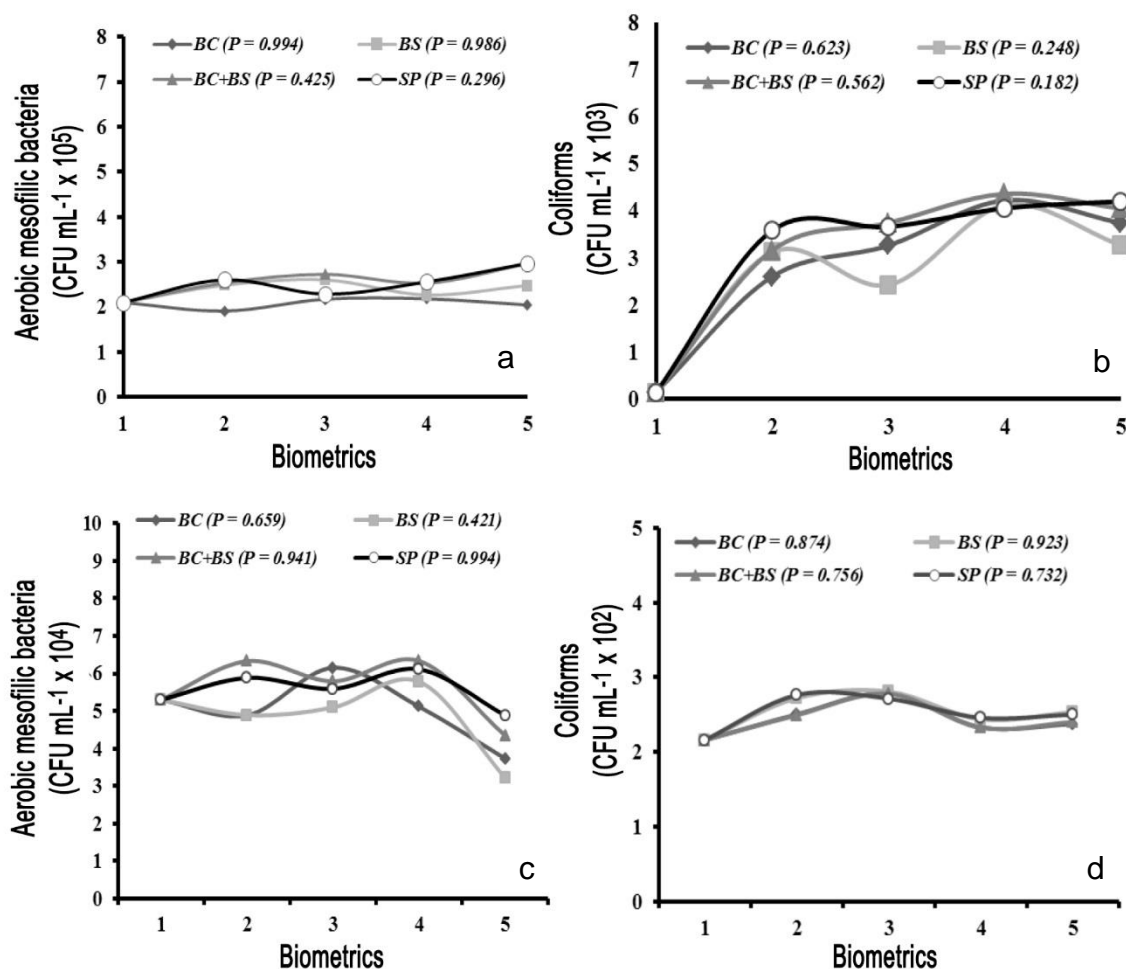 BC (P = 0.994) BS (P = 0.986)
BC+BS (P = 0.425) SP (P = 0.296)
Aerobic mesofilic bacteria
(CFU mL-1 x 10⁵)
8
7
6
5
4
3
2
1
0
a
1 2 3 4 5
Biometrics
BC (P = 0.623) BS (P = 0.248)
BC+BS (P = 0.562) SP (P = 0.182)
Coliforms
(CFU mL-1 x 10³)
8
7
6
5
4
3
2
1
0
b
1 2 3 4 5
Biometrics
BC (P = 0.659) BS (P = 0.421)
BC+BS (P = 0.941) SP (P = 0.994)
Aerobic mesofilic bacteria
(CFU mL-1 x 10⁴)
10
9
8
7
6
5
4
3
2
1
0
c
1 2 3 4 5
Biometrics
BC (P = 0.874) BS (P = 0.923)
BC+BS (P = 0.756) SP (P = 0.732)
Coliforms
(CFU mL-1 x 10²)
5
4
3
2
1
0
d
1 2 3 4 5
Biometrics